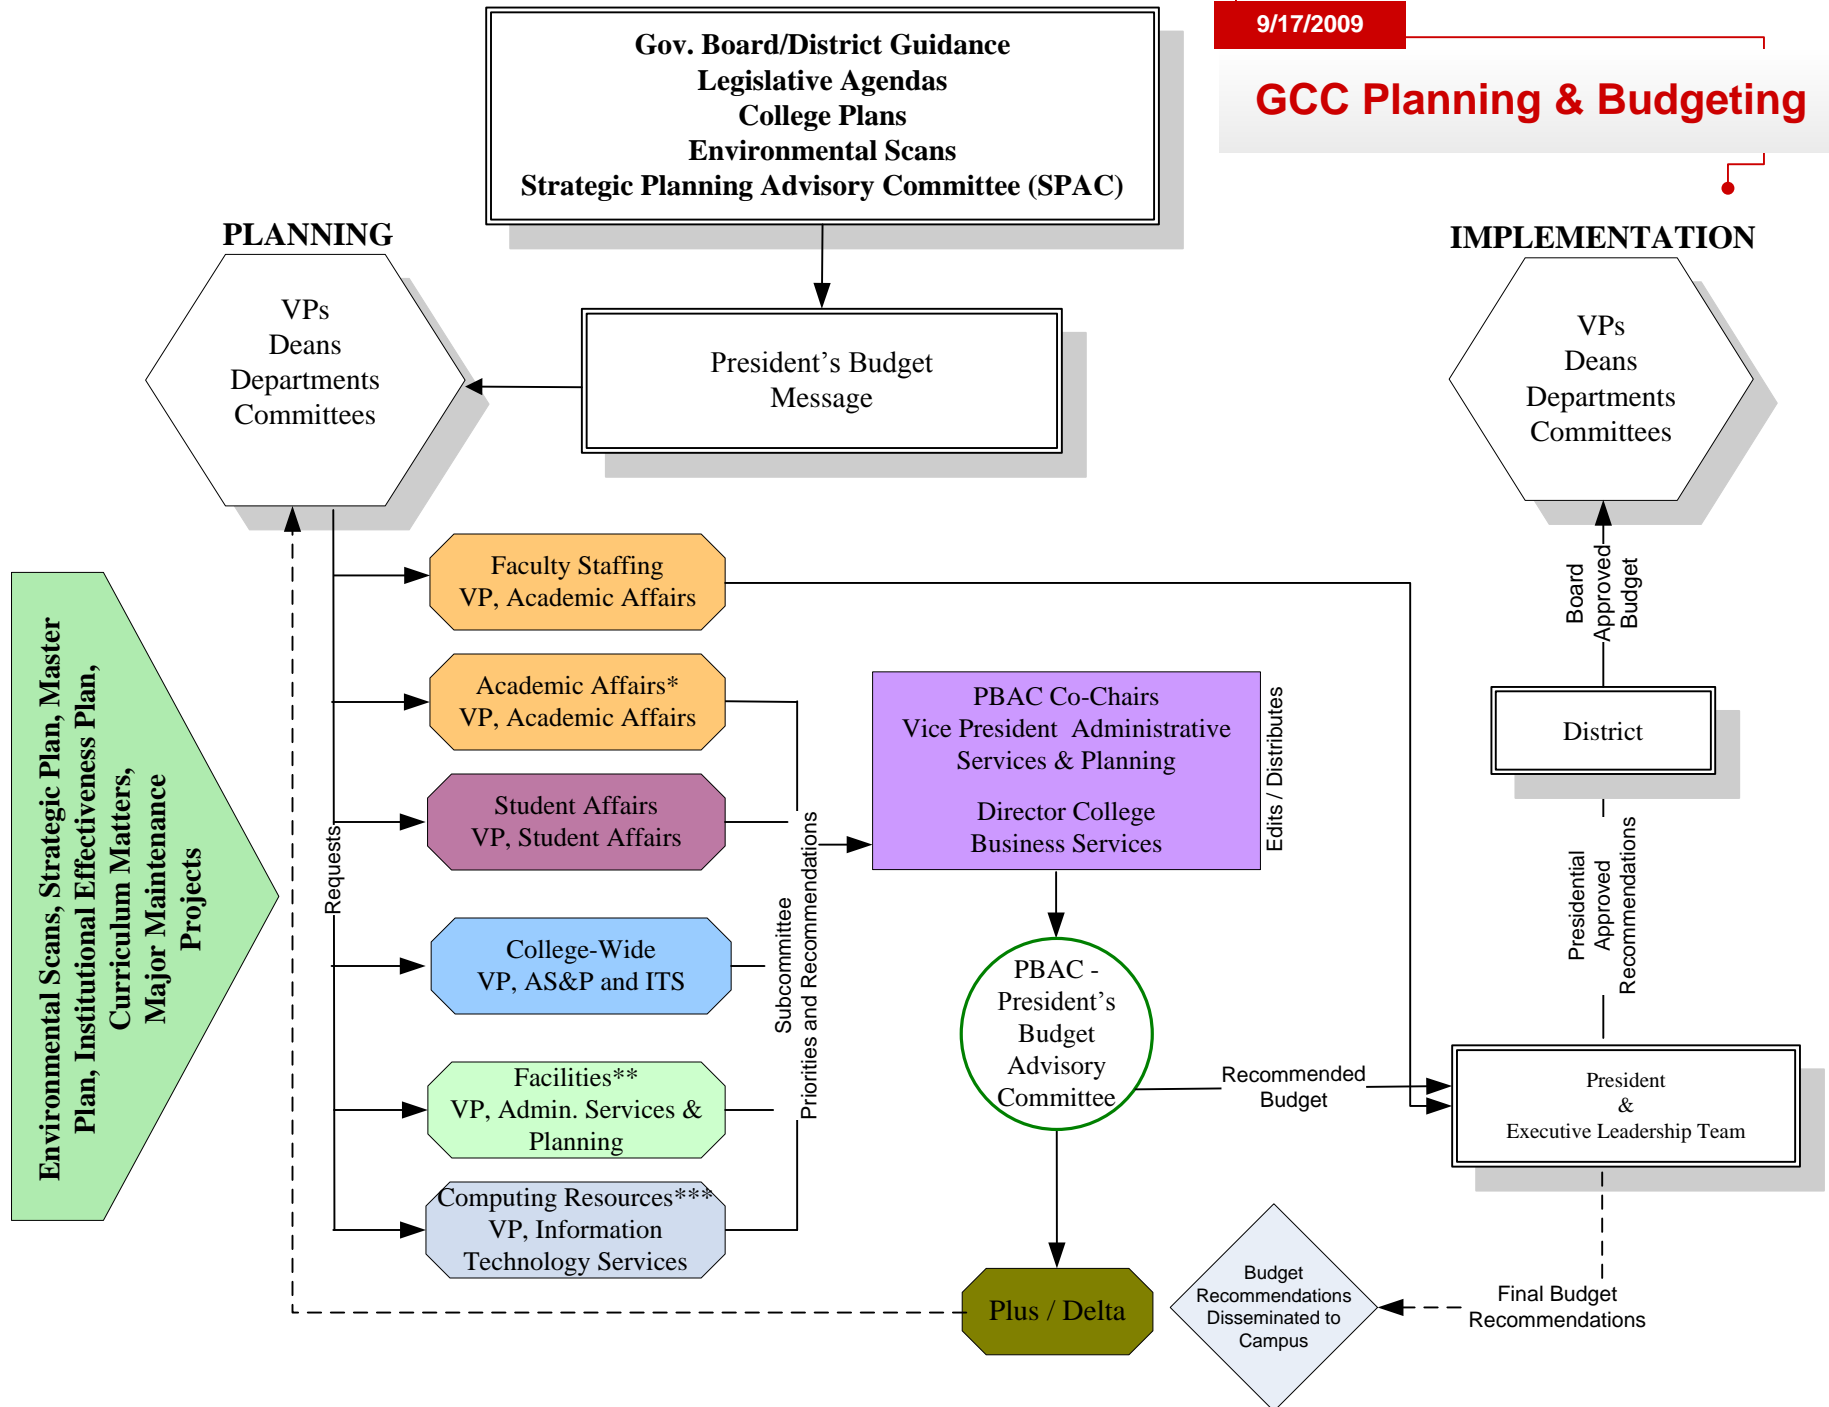 9/17/2009
GCC Planning & Budgeting
Gov. Board/District Guidance
Legislative Agendas
College Plans
Environmental Scans
Strategic Planning Advisory Committee (SPAC)
PLANNING
VPs
Deans
Departments
Committees
President's Budget
Message
IMPLEMENTATION
VPs
Deans
Departments
Committees
Environmental Scans, Strategic Plan, Master
Plan, Institutional Effectiveness Plan,
Curriculum Matters,
Major Maintenance
Projects
Requests
Faculty Staffing
VP, Academic Affairs
Academic Affairs*
VP, Academic Affairs
Student Affairs
VP, Student Affairs
College-Wide
VP, AS&P and ITS
Facilities**
VP, Admin. Services &
Planning
Computing Resources***
VP, Information
Technology Services
Subcommittee
Priorities and Recommendations
PBAC Co-Chairs
Vice President  Administrative
Services & Planning
Director College
Business Services
Edits / Distributes
PBAC -
President's
Budget
Advisory
Committee
Recommended
Budget
Plus / Delta
Board
Approved
Budget
District
Presidential
Approved
Recommendations
President
&
Executive Leadership Team
Final Budget
Recommendations
Budget
Recommendations
Disseminated to
Campus